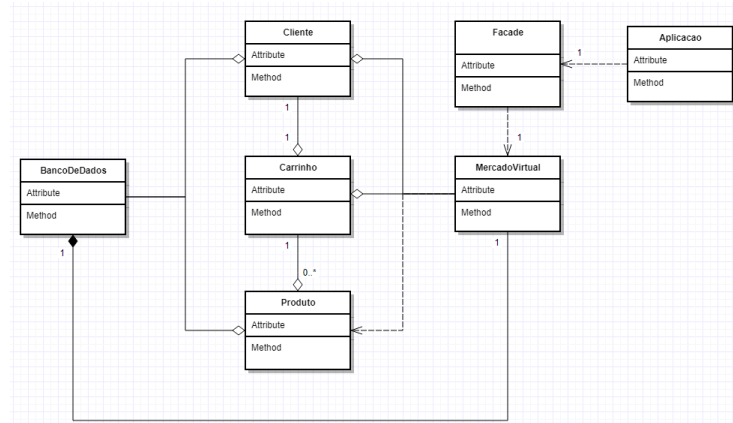 Cliente
Attribute
Method
1
Facade
Attribute
Method
1
Aplicacao
Attribute
Method
1
1
BancoDeDados
Attribute
Method
1
Carrinho
Attribute
Method
1
0..*
MercadoVirtual
Attribute
Method
1
Produto
Attribute
Method